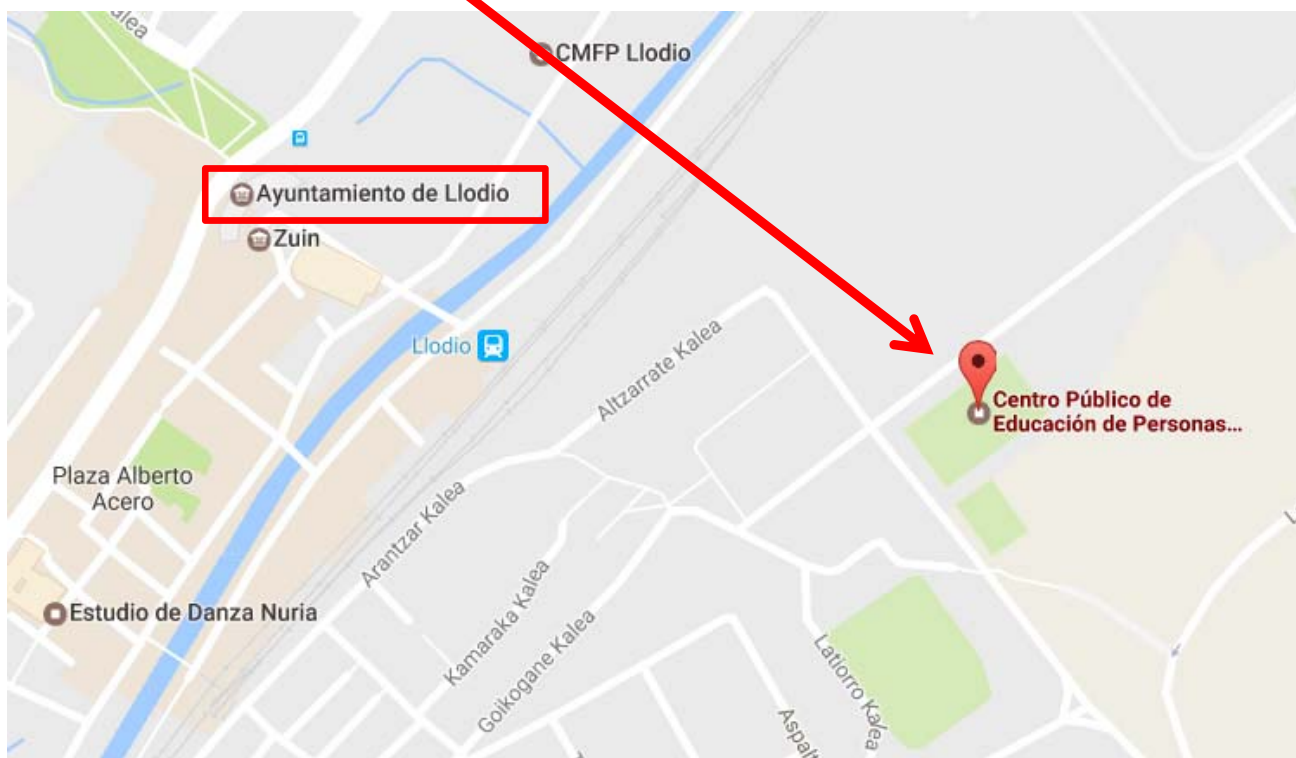 alea
CMFP Llodio
Ayuntamiento de Llodio
Zuin
Llodio
Altzarrate Kalea
Centro Público de
Educación de Personas...
Plaza Alberto
Acero
Arantzar Kalea
Estudio de Danza Nuria
Kamaraka Kalea
Goikogane Kalea
Latiorro Kalea